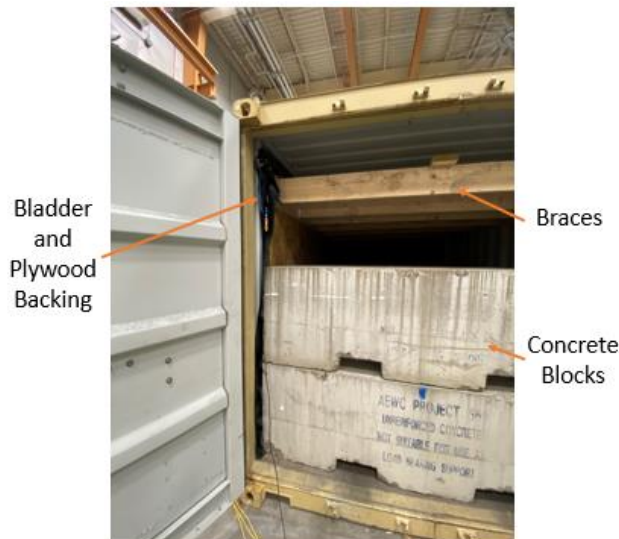 Bladder
and
Plywood
Backing
Braces
Concrete
Blocks
AEWC PROJECT
UNREINFORCED CONCRETE
NOT SUITABLE FOR USE AS
LOAD BEARING SUPPORT